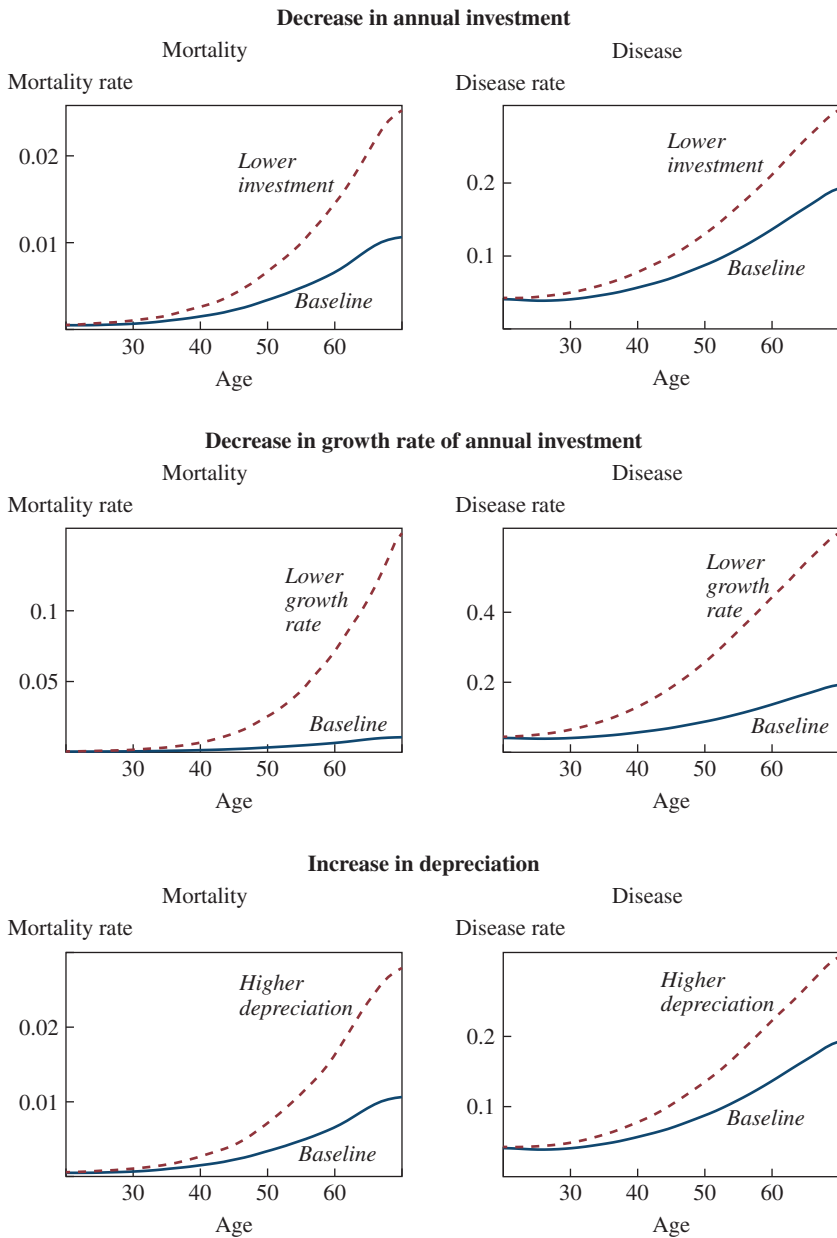 Decrease in annual investment
Mortality
Disease
Mortality rate
Disease rate
0.02
0.01
Lower
investment
Baseline
30 40 50 60
Age
0.2
0.1
Lower
investment
Baseline
30 40 50 60
Age
Decrease in growth rate of annual investment
Mortality
Disease
Mortality rate
Disease rate
0.1
0.05
Lower
growth
rate
Baseline
30 40 50 60
Age
0.4
0.2
Lower
growth
rate
Baseline
30 40 50 60
Age
Increase in depreciation
Mortality
Disease
Mortality rate
Disease rate
0.02
0.01
Higher
depreciation
Baseline
30 40 50 60
Age
0.2
0.1
Higher
depreciation
Baseline
30 40 50 60
Age